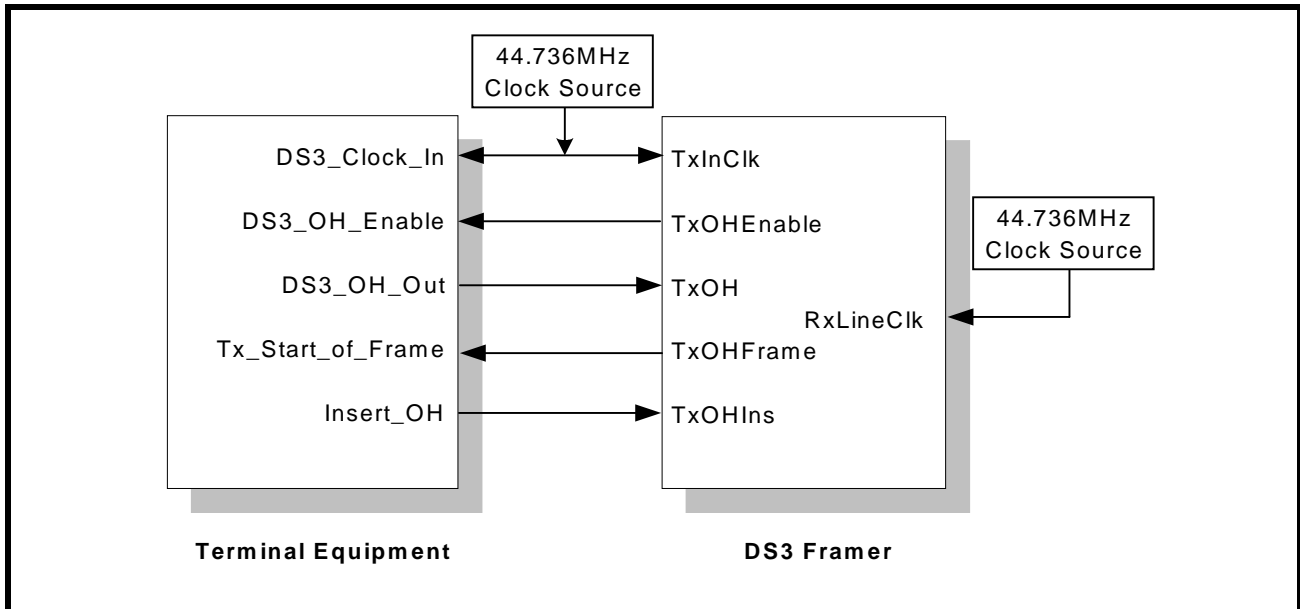 44.736MHz
Clock Source
DS3_Clock_In
DS3_OH_Enable
DS3_OH_Out
Tx_Start_of_Frame
Insert_OH
TxInClk
TxOHEnable
TxOH
RxLineClk
TxOHFrame
TxOHIns
44.736MHz
Clock Source
Terminal Equipment
DS3 Framer